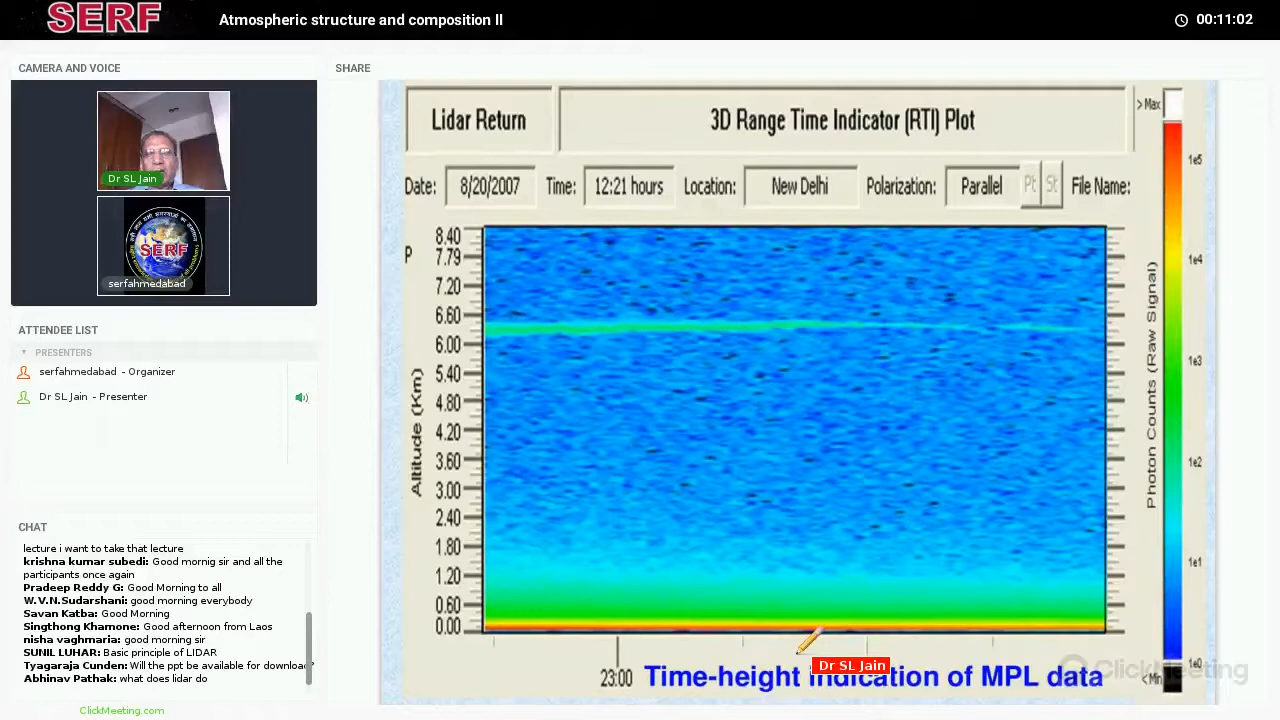 SERF
Atmospheric structure and composition II
00:11:02
CAMERA AND VOICE
SHARE
Dr SL Jain
SERF
serfahmedabad
ATTENDEE LIST
PRESENTERS
serfahmedabad - Organizer
Dr SL Jain - Presenter
CHAT
lecture i want to take that lecture
krishna kumar subedi: Good mornig sir and all the
participants once again
Pradeep Reddy G: Good Morning to all
W.V.N.Sudarshani: good morning everybody
Savan Katba: Good Morning
Singthong Khamone: Good afternoon from Laos
nisha vaghmaria: good morning sir
SUNIL LUHAR: Basic principle of LIDAR
Tyagaraja Cunden: Will the ppt be available for download?
Abhinav Pathak: what does lidar do
ClickMeeting.com
Lidar Return
3D Range Time Indicator (RTI) Plot
>Max
Date: 8/20/2007 Time: 12:21 hours Location: New Delhi Polarization: Parallel Pt St File Name:
P
8.40
7.79
7.20
6.60
6.00
5.40
4.80
4.20
3.60
3.00
2.40
1.80
1.20
0.60
0.00
Altitude (Km)
23:00
Time-height indication of MPL data
Dr SL Jain
1e5
1e4
1e3
1e2
1e1
1e0
Photon Counts (Raw Signal)
<Min
ClickMeeting